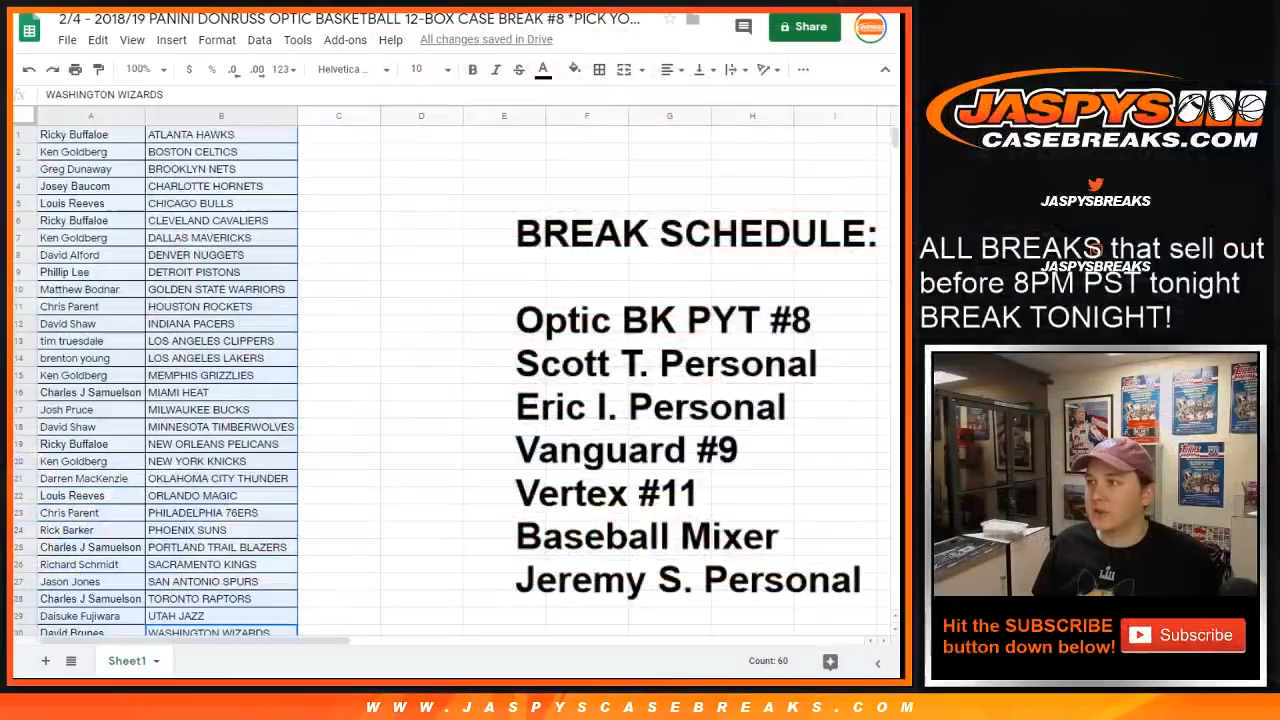 2/4 - 2018/19 PANINI DONRUSS OPTIC BASKETBALL 12-BOX CASE BREAK #8 *PICK YO...
Share
File Edit View Insert Format Data Tools Add-ons Help All changes saved in Drive
100% $ % .0 .00 123 Helvetica ... 10 B I S A ...
fx WASHINGTON WIZARDS
A B C D E F G H I
1 Ricky Buffaloe ATLANTA HAWKS
2 Ken Goldberg BOSTON CELTICS
3 Greg Dunaway BROOKLYN NETS
4 Josey Baucom CHARLOTTE HORNETS
5 Louis Reeves CHICAGO BULLS
6 Ricky Buffaloe CLEVELAND CAVALIERS
7 Ken Goldberg DALLAS MAVERICKS
8 David Alford DENVER NUGGETS
9 Phillip Lee DETROIT PISTONS
10 Matthew Bodnar GOLDEN STATE WARRIORS
11 Chris Parent HOUSTON ROCKETS
12 David Shaw INDIANA PACERS
13 tim truesdale LOS ANGELES CLIPPERS
14 brenton young LOS ANGELES LAKERS
15 Ken Goldberg MEMPHIS GRIZZLIES
16 Charles J Samuelson MIAMI HEAT
17 Josh Pruce MILWAUKEE BUCKS
18 David Shaw MINNESOTA TIMBERWOLVES
19 Ricky Buffaloe NEW ORLEANS PELICANS
20 Ken Goldberg NEW YORK KNICKS
21 Darren MacKenzie OKLAHOMA CITY THUNDER
22 Louis Reeves ORLANDO MAGIC
23 Chris Parent PHILADELPHIA 76ERS
24 Rick Barker PHOENIX SUNS
25 Charles J Samuelson PORTLAND TRAIL BLAZERS
26 Richard Schmidt SACRAMENTO KINGS
27 Jason Jones SAN ANTONIO SPURS
28 Charles J Samuelson TORONTO RAPTORS
29 Daisuke Fujiwara UTAH JAZZ
30 David Brunes WASHINGTON WIZARDS
BREAK SCHEDULE:
Optic BK PYT #8
Scott T. Personal
Eric I. Personal
Vanguard #9
Vertex #11
Baseball Mixer
Jeremy S. Personal
Sheet1
Count: 60
JASPYS
CASEBREAKS.COM
JASPYSBREAKS
ALL BREAKS that sell out
JASPYSBREAKS
before 8PM PST tonight
BREAK TONIGHT!
Topps
Topps
Topps
LII
Hit the SUBSCRIBE
button down below!
Subscribe
WWW.JASPYSCASEBREAKS.COM